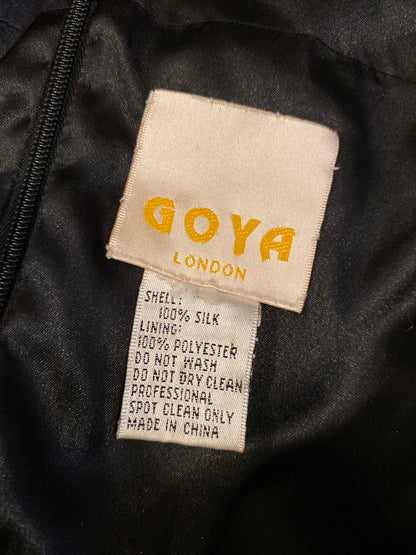 GOYA
LONDON
SHELL:
100% SILK
LINING:
100% POLYESTER
DO NOT WASH
DO NOT DRY CLEAN
PROFESSIONAL
SPOT CLEAN ONLY
MADE IN CHINA